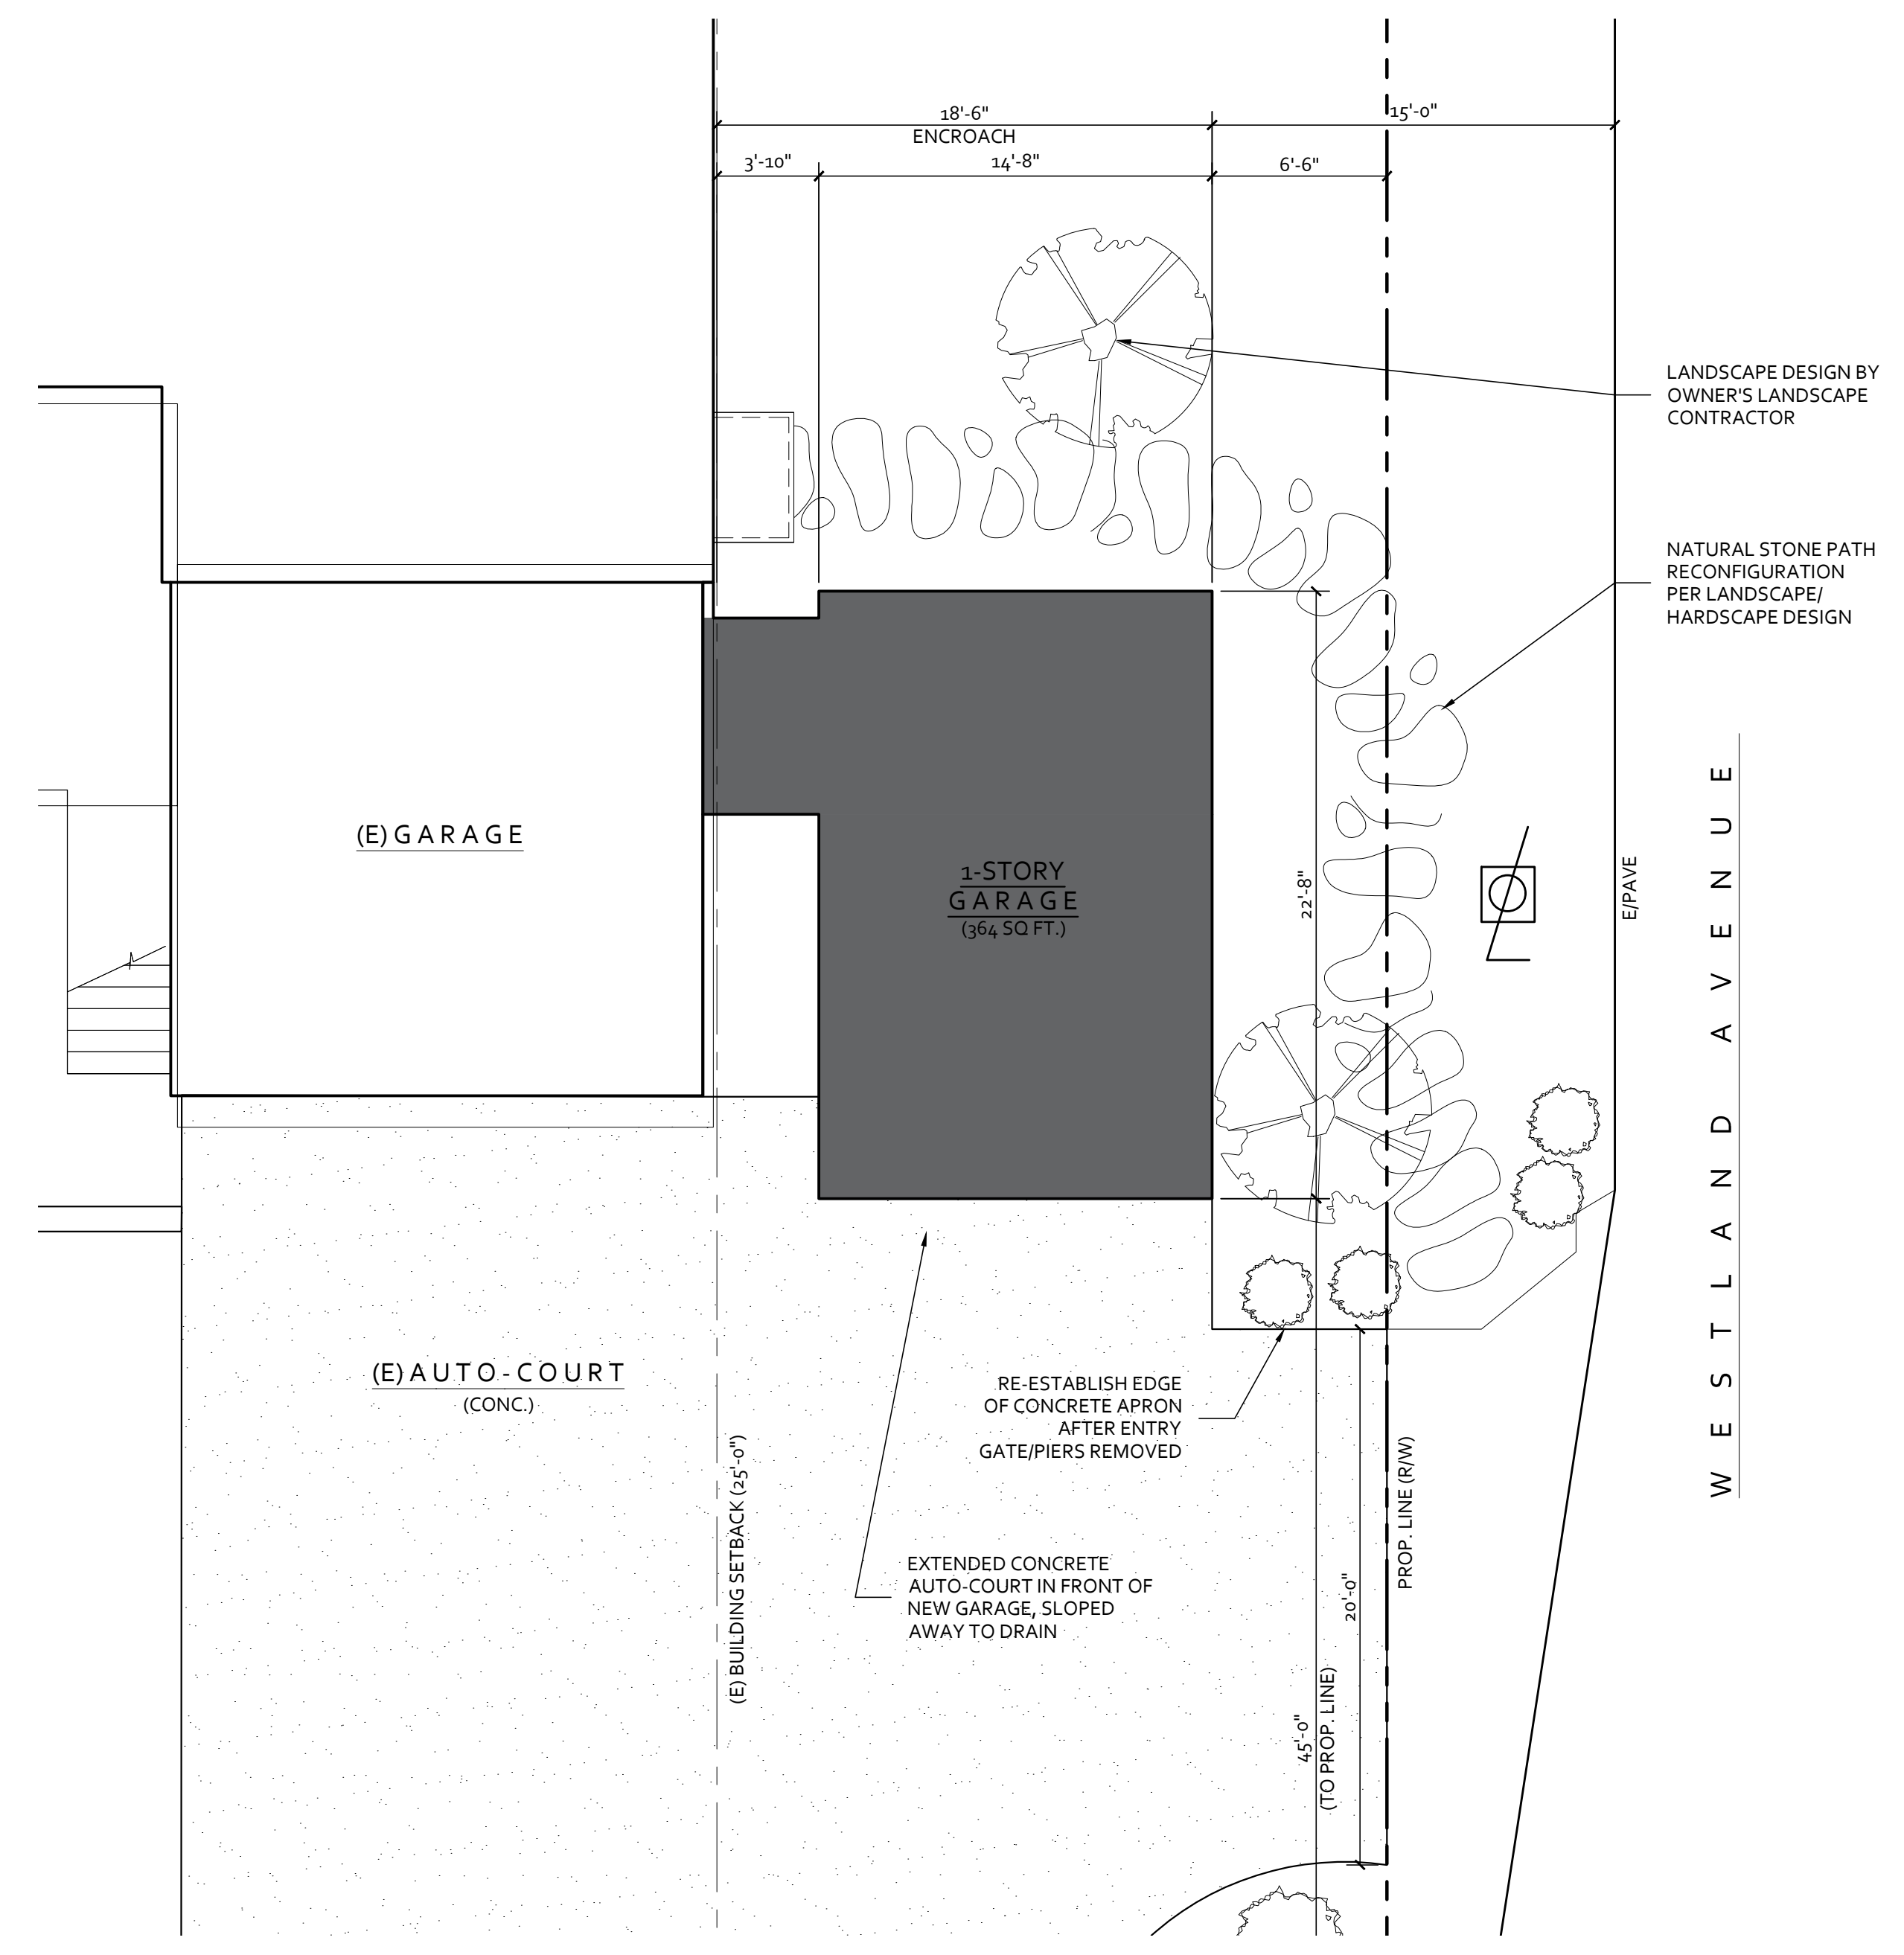 18'-6"
15'-0"
ENCROACH
3'-10"
14'-8"
6'-6"
LANDSCAPE DESIGN BY
OWNER'S LANDSCAPE
CONTRACTOR
NATURAL STONE PATH
RECONFIGURATION
PER LANDSCAPE/
HARDSCAPE DESIGN
(E) GARAGE
1-STORY
GARAGE
(364 SQ FT.)
22'-8"
E/PAVE
WESTLAND AVENUE
(E) AUTO-COURT
(CONC.)
RE-ESTABLISH EDGE
OF CONCRETE APRON
AFTER ENTRY
GATE/PIERS REMOVED
(E) BUILDING SETBACK (25'-0")
PROP. LINE (R/W)
EXTENDED CONCRETE
AUTO-COURT IN FRONT OF
NEW GARAGE, SLOPED
AWAY TO DRAIN
20'-0"
45'-0"
(TO PROP. LINE)